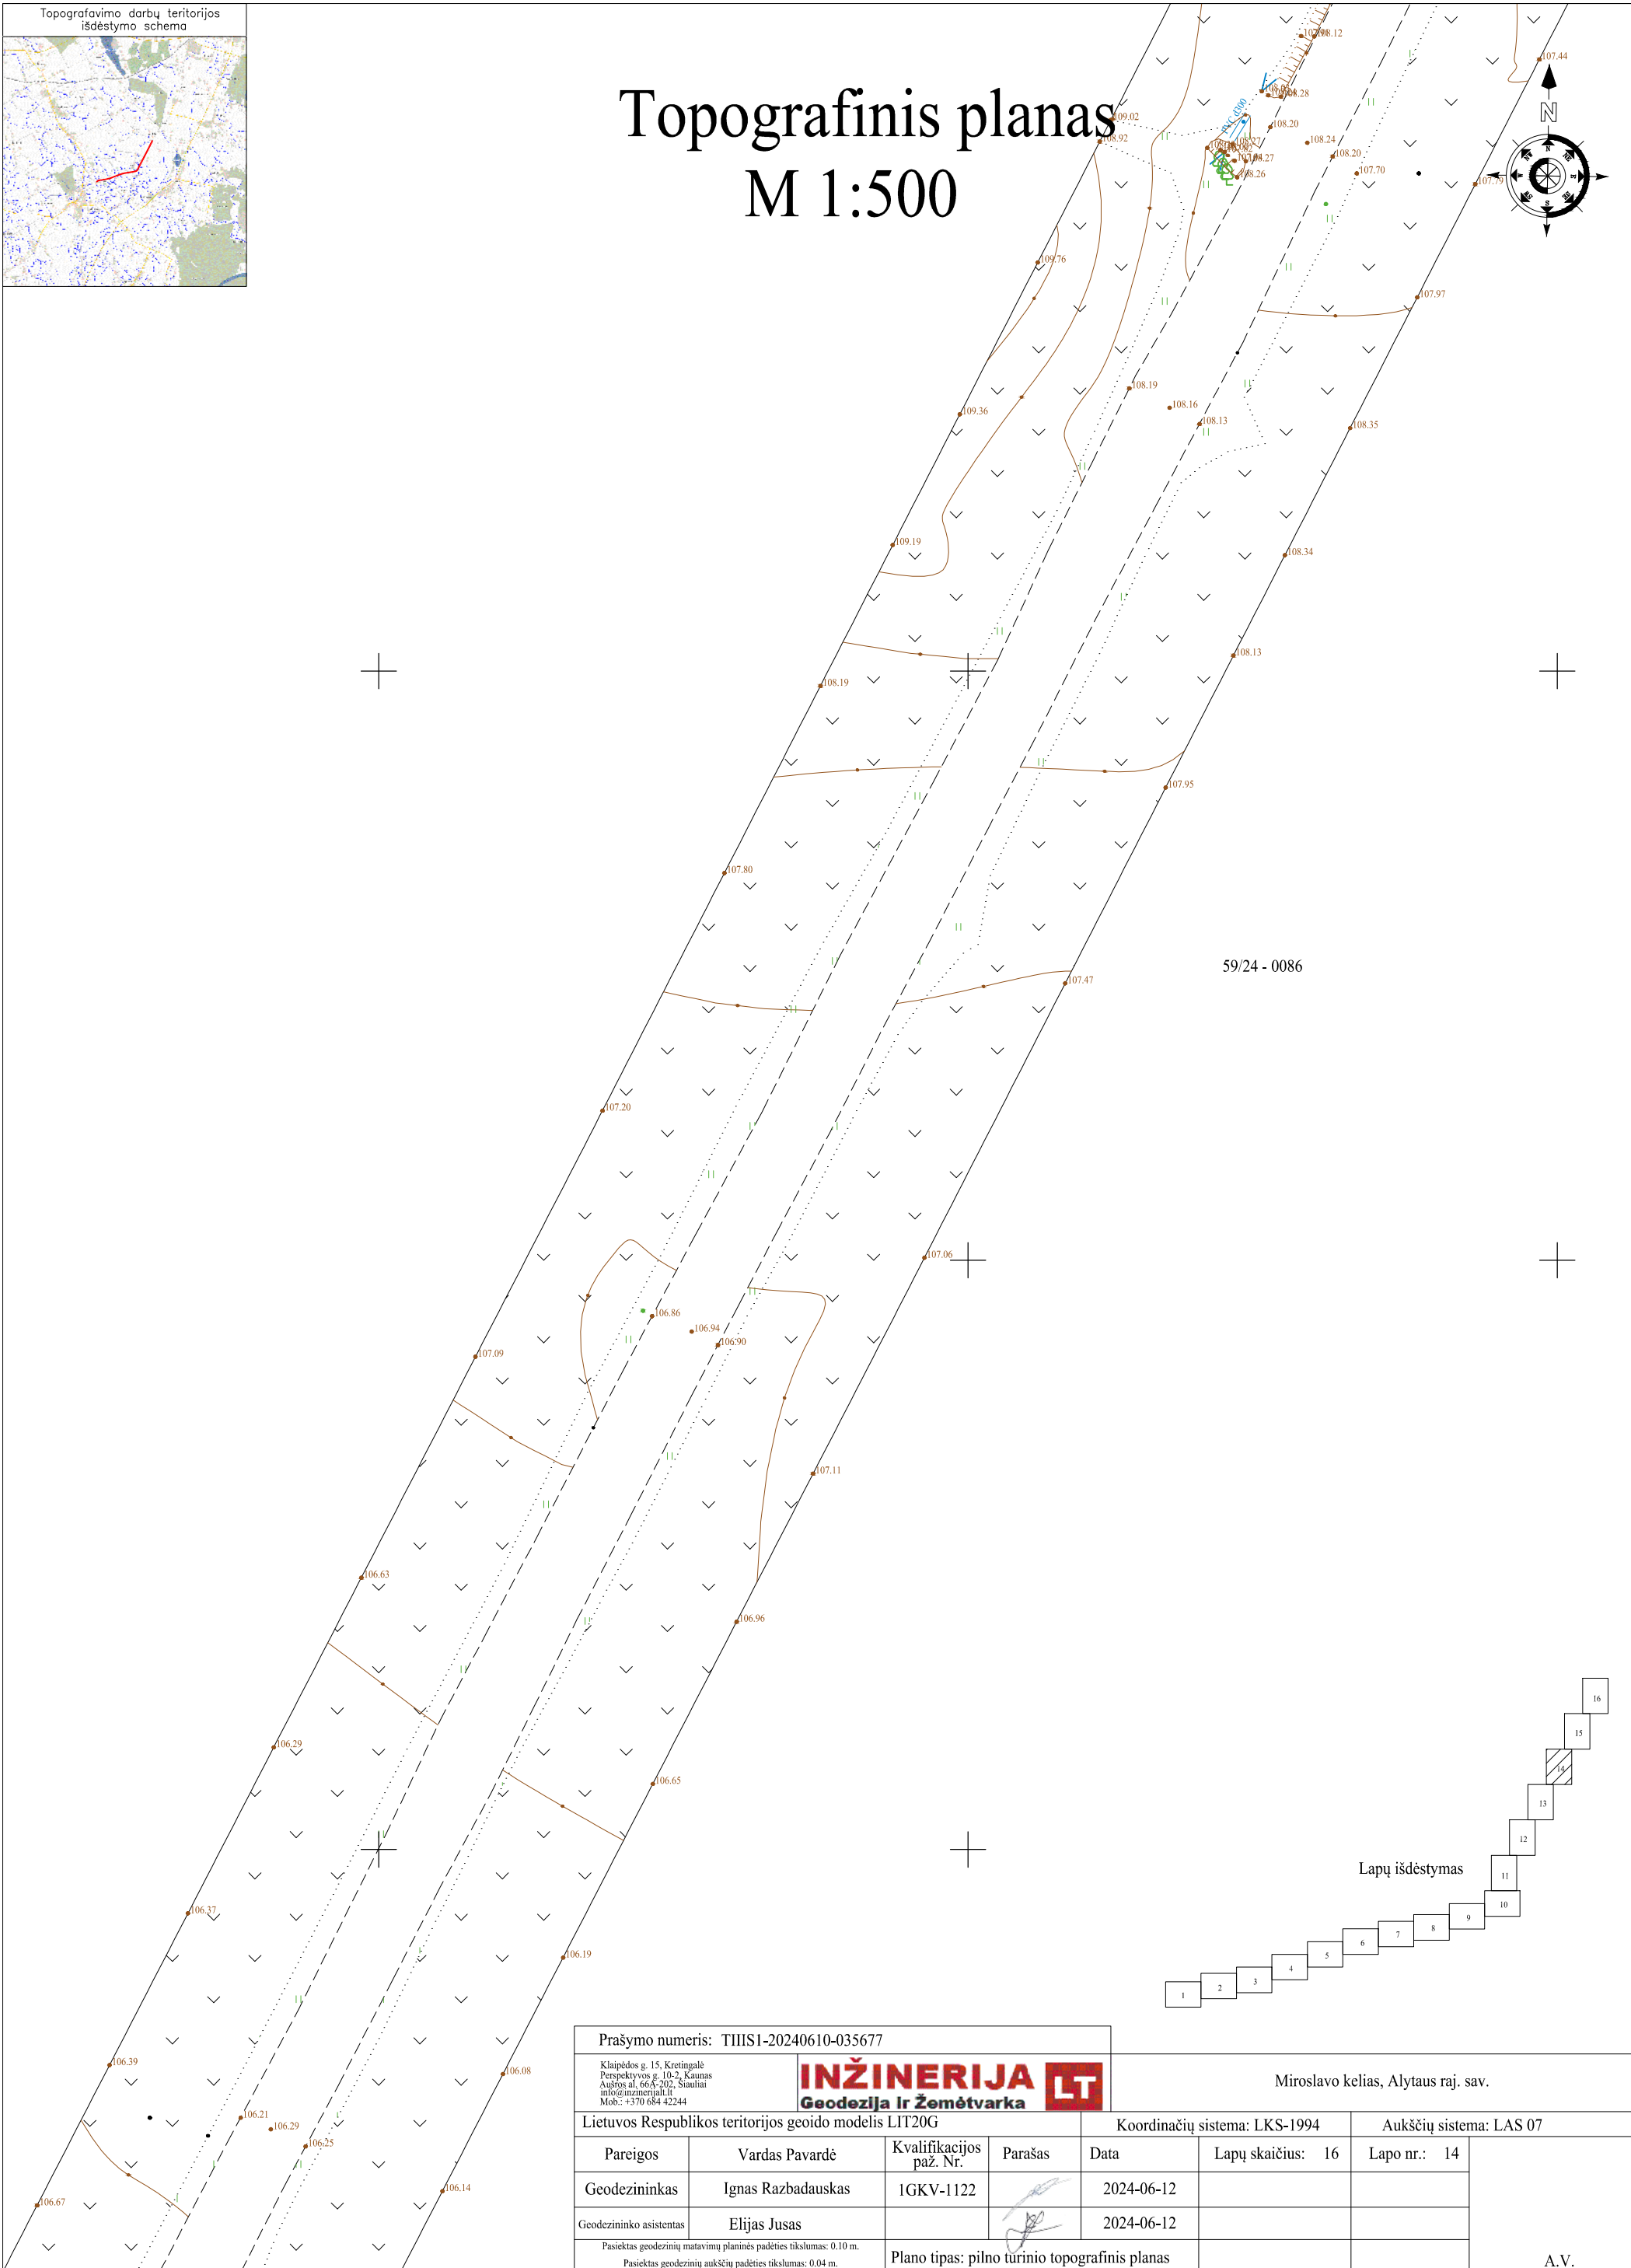 Topografavimo darbų teritorijos
išdėstymo schema
Topografinis planas
M 1:500
108.12
107.44
108.28
109.02
108.92
PVC d300
108.20
108.24
108.20
107.70
107.79
108.27
108.26
109.76
107.97
N
108.19
108.16
108.13
109.36
108.35
109.19
108.34
108.13
108.19
107.95
107.80
59/24 - 0086
107.47
107.20
107.06
106.86
106.94
106.90
107.09
107.11
106.63
106.96
106.29
106.65
106.37
106.19
106.39
106.08
106.21
106.29
106.25
106.14
106.67
16
15
14
13
12
11
10
9
8
7
6
5
4
3
2
1
Lapų išdėstymas
Prašymo numeris: TIIIS1-20240610-035677
Klaipėdos g. 15, Kretingalė
Perspektyvos g. 10-2, Kaunas
Aušros al. 66A-202, Šiauliai
info@inzinerijalt.lt
Mob.: +370 684 42244
INŽINERIJA LT
Geodezija ir Žemėtvarka
Miroslavo kelias, Alytaus raj. sav.
Lietuvos Respublikos teritorijos geoido modelis LIT20G
Koordinačių sistema: LKS-1994
Aukščių sistema: LAS 07
Pareigos Vardas Pavardė Kvalifikacijos paž. Nr. Parašas Data Lapų skaičius: 16 Lapo nr.: 14
Geodezininkas Ignas Razbadauskas 1GKV-1122 2024-06-12
Geodezininko asistentas Elijas Jusas 2024-06-12
Pasiektas geodezinių matavimų planinės padėties tikslumas: 0.10 m.
Pasiektas geodezinių aukščių padėties tikslumas: 0.04 m.
Plano tipas: pilno turinio topografinis planas
A.V.